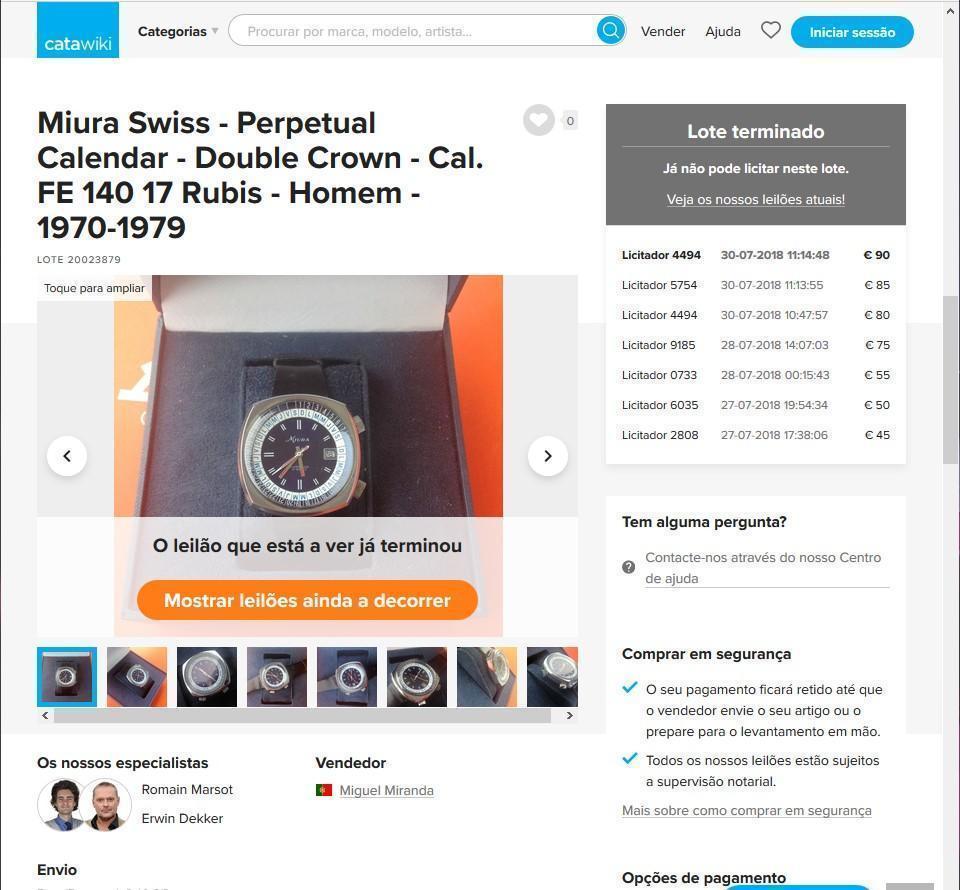 catawiki
Categorias
Procurar por marca, modelo, artista...
Vender
Ajuda
Iniciar sessão
Miura Swiss - Perpetual
Calendar - Double Crown - Cal.
FE 140 17 Rubis - Homem -
1970-1979
0
LOTE 20023879
Toque para ampliar
MIURA
O leilão que está a ver já terminou
Mostrar leilões ainda a decorrer
Os nossos especialistas
Romain Marsot
Erwin Dekker
Vendedor
Miguel Miranda
Envio
Lote terminado
Já não pode licitar neste lote.
Veja os nossos leilões atuais!
Licitador 4494 30-07-2018 11:14:48 € 90
Licitador 5754 30-07-2018 11:13:55 € 85
Licitador 4494 30-07-2018 10:47:57 € 80
Licitador 9185 28-07-2018 14:07:03 € 75
Licitador 0733 28-07-2018 00:15:43 € 55
Licitador 6035 27-07-2018 19:54:34 € 50
Licitador 2808 27-07-2018 17:38:06 € 45
Tem alguma pergunta?
Contacte-nos através do nosso Centro
de ajuda
Comprar em segurança
O seu pagamento ficará retido até que
o vendedor envie o seu artigo ou o
prepare para o levantamento em mão.
Todos os nossos leilões estão sujeitos
a supervisão notarial.
Mais sobre como comprar em segurança
Opções de pagamento